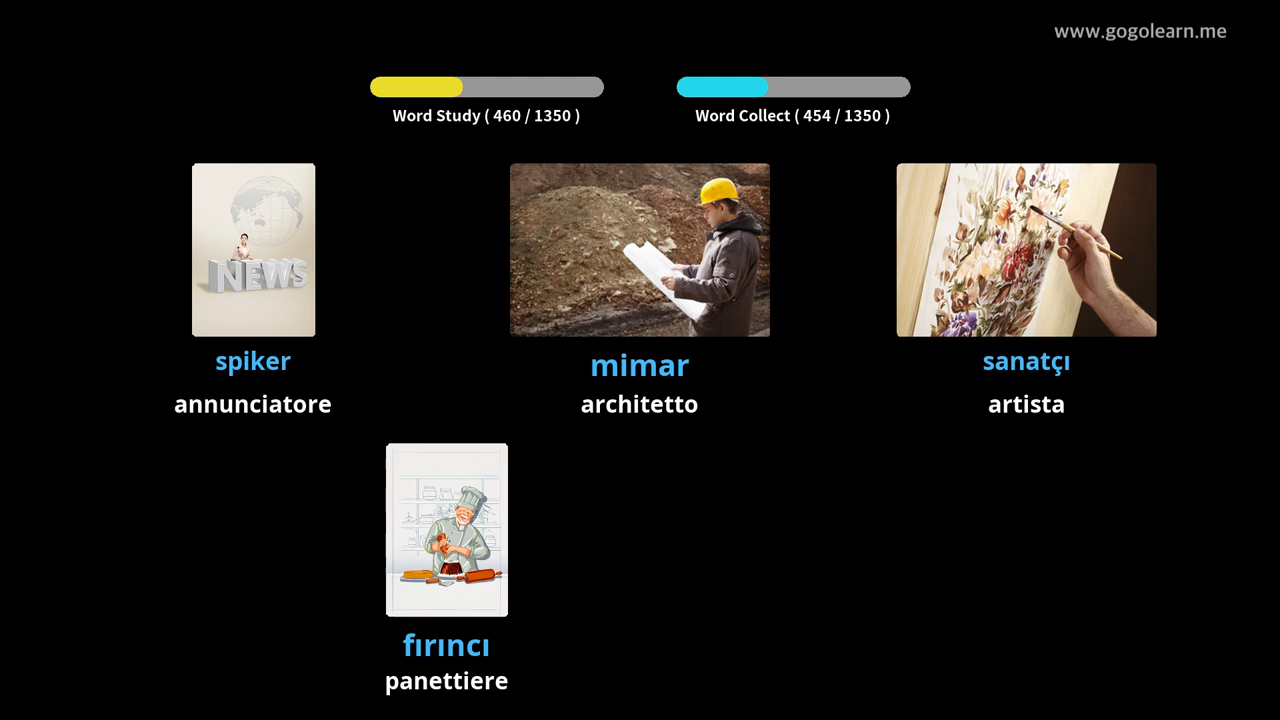 www.gogolearn.me
Word Study ( 460 / 1350 )
Word Collect ( 454 / 1350 )
NEWS
spiker
mimar
sanatçı
annunciatore
architetto
artista
fırıncı
panettiere